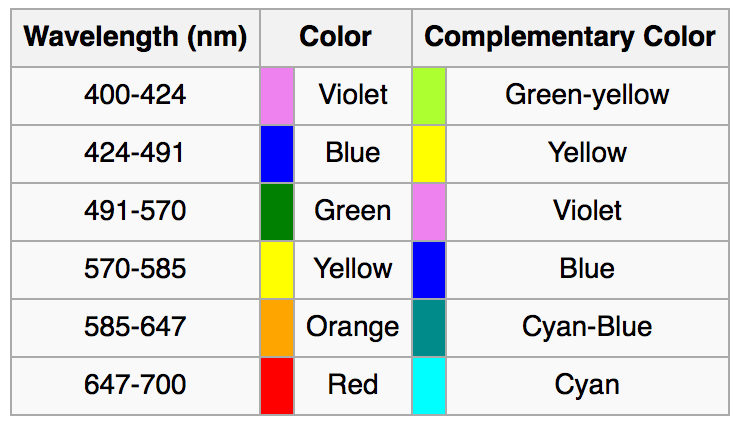 Wavelength (nm) Color Complementary Color
400-424 Violet Green-yellow
424-491 Blue Yellow
491-570 Green Violet
570-585 Yellow Blue
585-647 Orange Cyan-Blue
647-700 Red Cyan